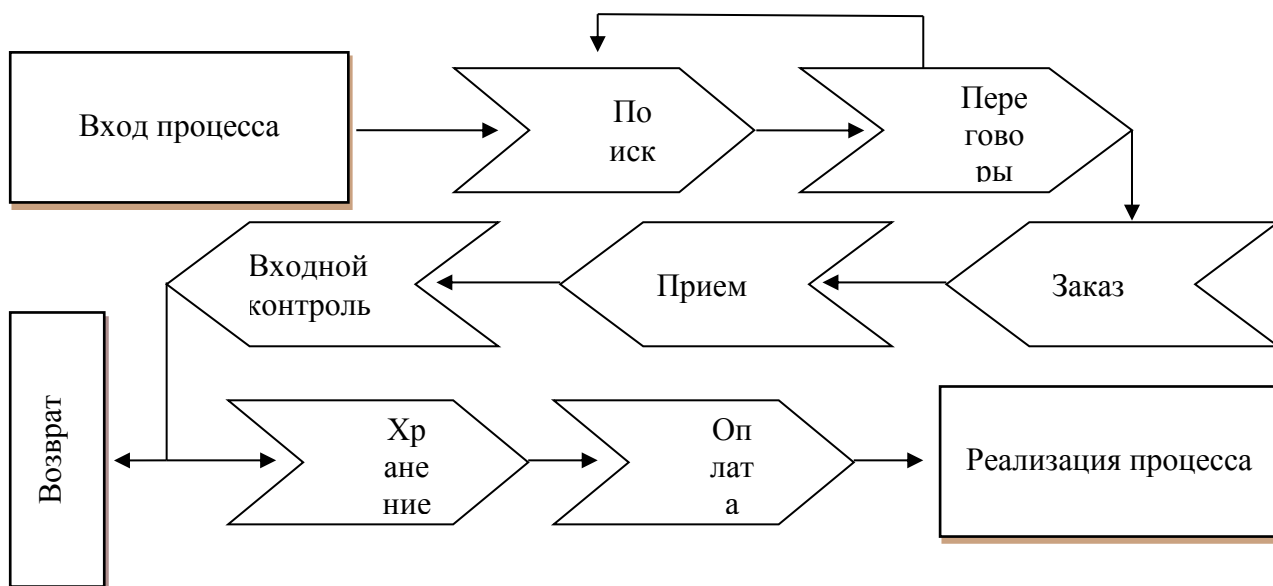 Вход процесса
По
иск
Пере
гово
ры
Входной
контроль
Прием
Заказ
Возврат
Хр
ане
ние
Оп
лат
а
Реализация процесса